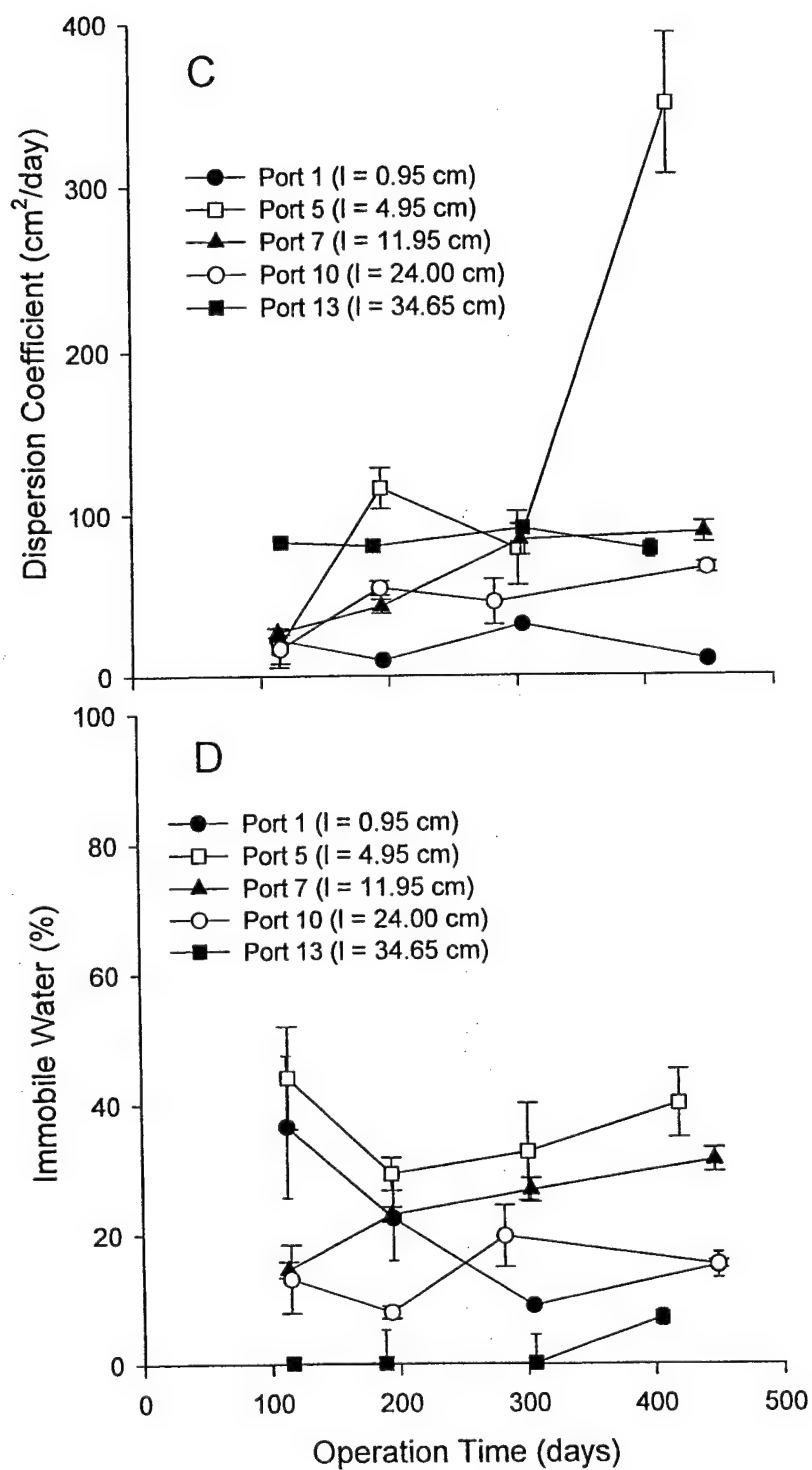 C
Dispersion Coefficient (cm²/day)
400
300
200
100
0
Port 1 (l = 0.95 cm)
Port 5 (l = 4.95 cm)
Port 7 (l = 11.95 cm)
Port 10 (l = 24.00 cm)
Port 13 (l = 34.65 cm)
D
Immobile Water (%)
100
80
60
40
20
0
Port 1 (l = 0.95 cm)
Port 5 (l = 4.95 cm)
Port 7 (l = 11.95 cm)
Port 10 (l = 24.00 cm)
Port 13 (l = 34.65 cm)
0 100 200 300 400 500
Operation Time (days)